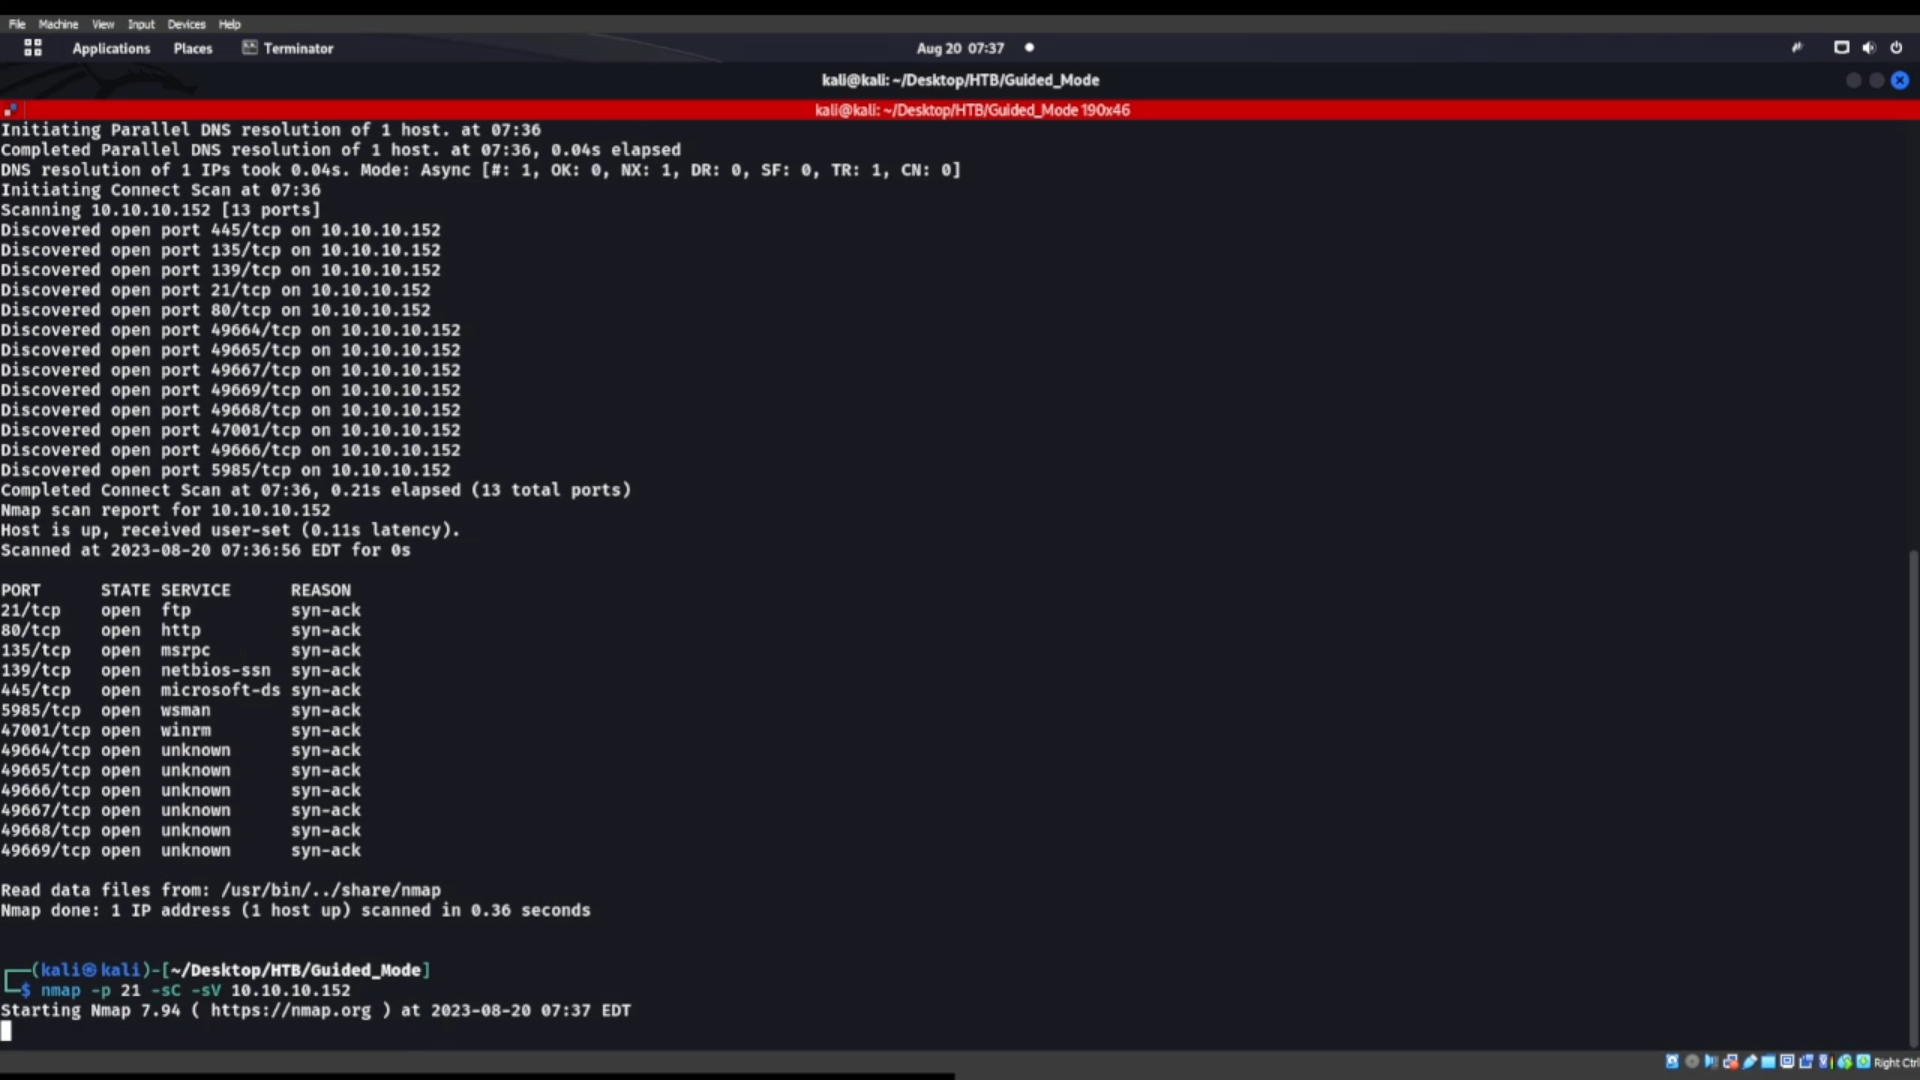 File Machine View Input Devices Help
Applications Places Terminator Aug 20 07:37
kali@kali: ~/Desktop/HTB/Guided_Mode
kali@kali: ~/Desktop/HTB/Guided_Mode 190x46
Initiating Parallel DNS resolution of 1 host. at 07:36
Completed Parallel DNS resolution of 1 host. at 07:36, 0.04s elapsed
DNS resolution of 1 IPs took 0.04s. Mode: Async [#: 1, OK: 0, NX: 1, DR: 0, SF: 0, TR: 1, CN: 0]
Initiating Connect Scan at 07:36
Scanning 10.10.10.152 [13 ports]
Discovered open port 445/tcp on 10.10.10.152
Discovered open port 135/tcp on 10.10.10.152
Discovered open port 139/tcp on 10.10.10.152
Discovered open port 21/tcp on 10.10.10.152
Discovered open port 80/tcp on 10.10.10.152
Discovered open port 49664/tcp on 10.10.10.152
Discovered open port 49665/tcp on 10.10.10.152
Discovered open port 49667/tcp on 10.10.10.152
Discovered open port 49669/tcp on 10.10.10.152
Discovered open port 49668/tcp on 10.10.10.152
Discovered open port 47001/tcp on 10.10.10.152
Discovered open port 49666/tcp on 10.10.10.152
Discovered open port 5985/tcp on 10.10.10.152
Completed Connect Scan at 07:36, 0.21s elapsed (13 total ports)
Nmap scan report for 10.10.10.152
Host is up, received user-set (0.11s latency).
Scanned at 2023-08-20 07:36:56 EDT for 0s
PORT STATE SERVICE REASON
21/tcp open ftp syn-ack
80/tcp open http syn-ack
135/tcp open msrpc syn-ack
139/tcp open netbios-ssn syn-ack
445/tcp open microsoft-ds syn-ack
5985/tcp open wsman syn-ack
47001/tcp open winrm syn-ack
49664/tcp open unknown syn-ack
49665/tcp open unknown syn-ack
49666/tcp open unknown syn-ack
49667/tcp open unknown syn-ack
49668/tcp open unknown syn-ack
49669/tcp open unknown syn-ack
Read data files from: /usr/bin/../share/nmap
Nmap done: 1 IP address (1 host up) scanned in 0.36 seconds
(kali㉿kali)-[~/Desktop/HTB/Guided_Mode]
$ nmap -p 21 -sC -sV 10.10.10.152
Starting Nmap 7.94 ( https://nmap.org ) at 2023-08-20 07:37 EDT
Right Ctrl